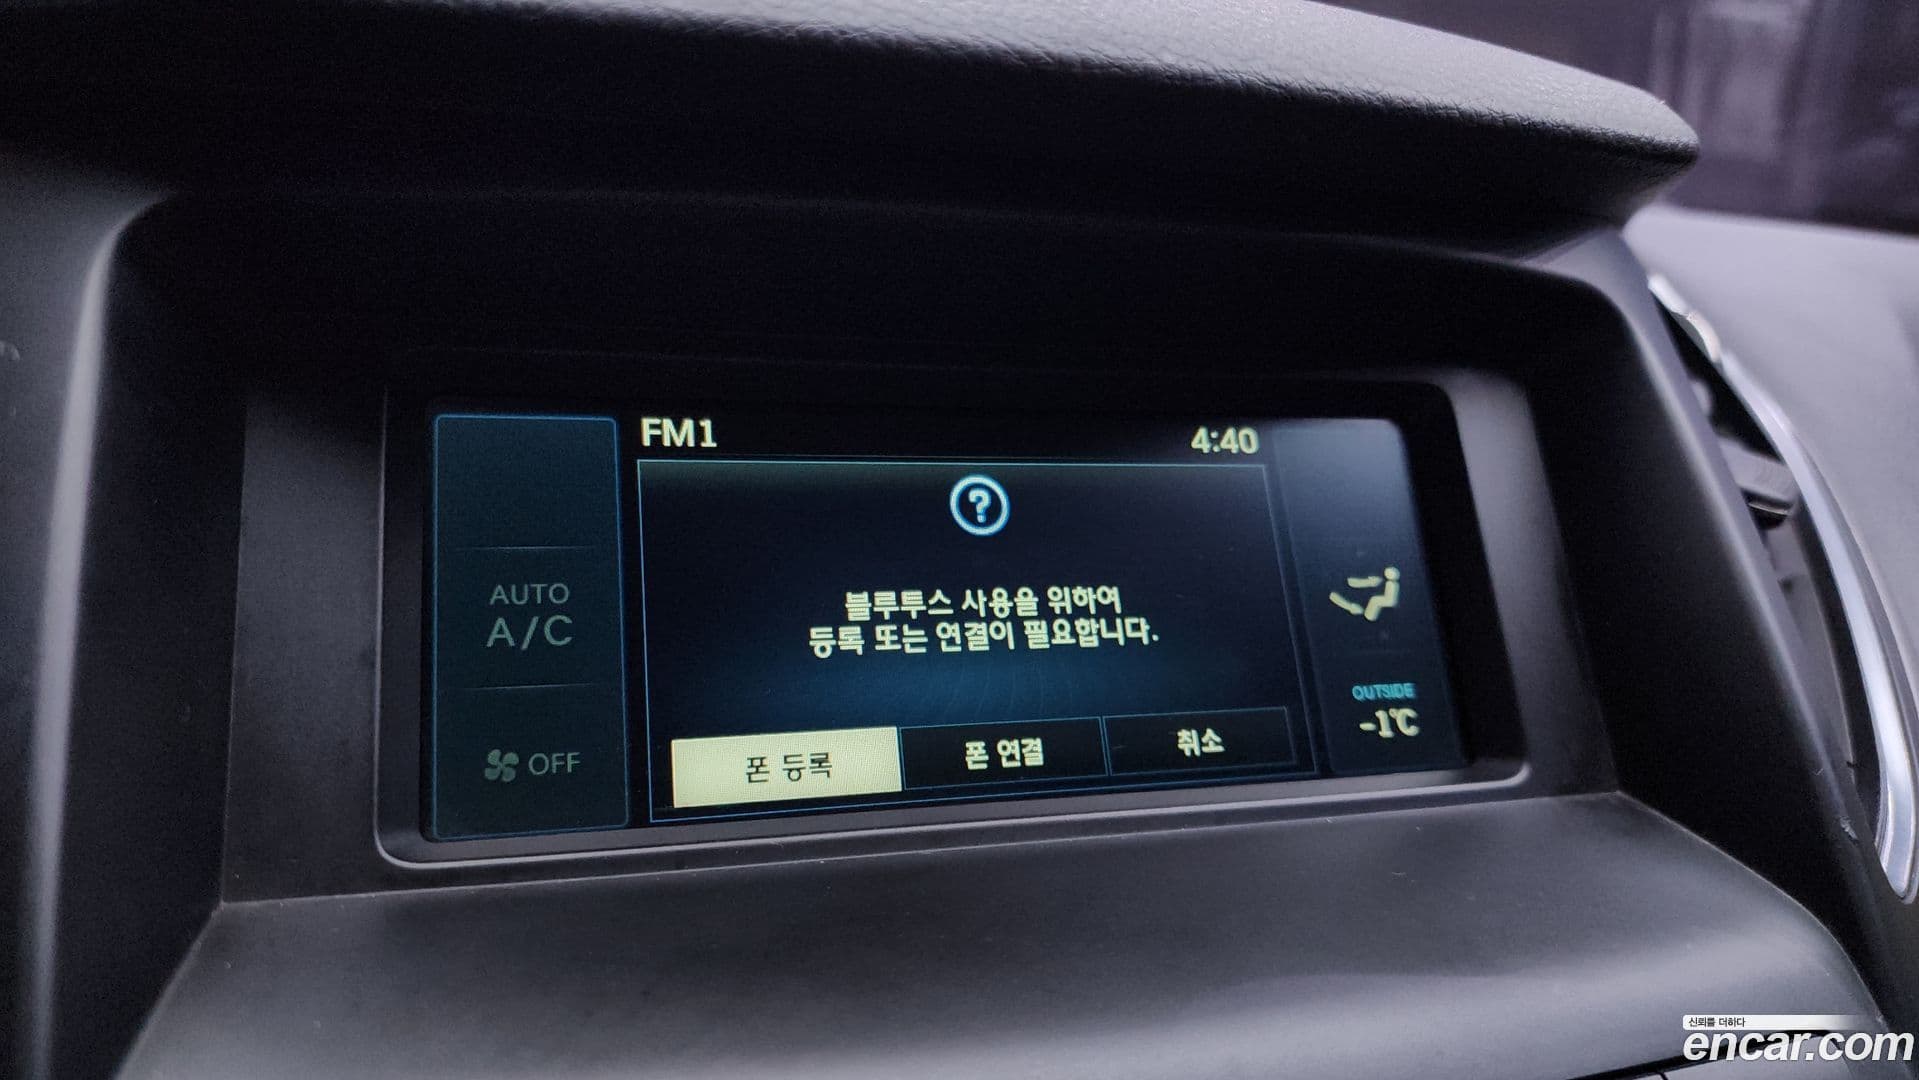 FM1
4:40
?
AUTO
A/C
OFF
블루투스 사용을 위하여
등록 또는 연결이 필요합니다.
폰 등록
폰 연결
취소
OUTSIDE
-1℃
신뢰를 더하다
encar.com